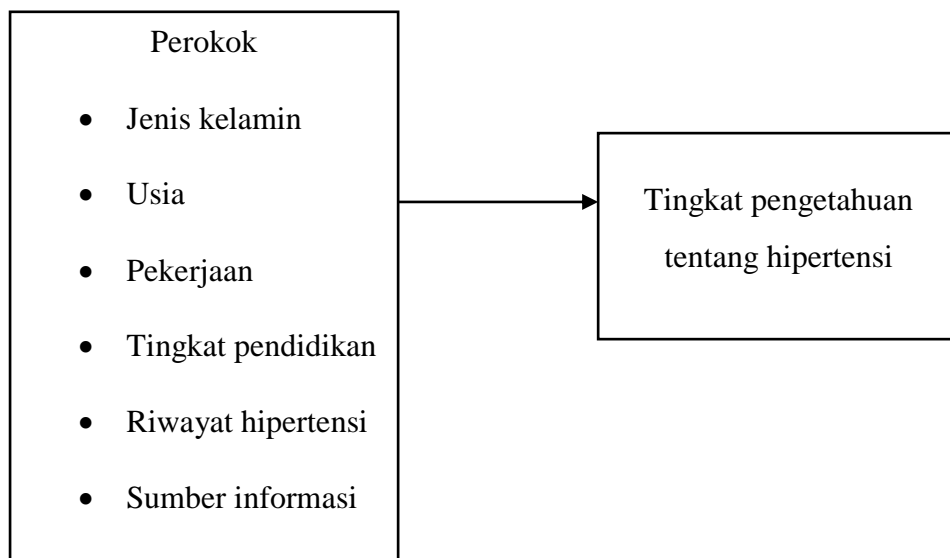 Perokok
• Jenis kelamin
• Usia
• Pekerjaan
• Tingkat pendidikan
• Riwayat hipertensi
• Sumber informasi
Tingkat pengetahuan
tentang hipertensi